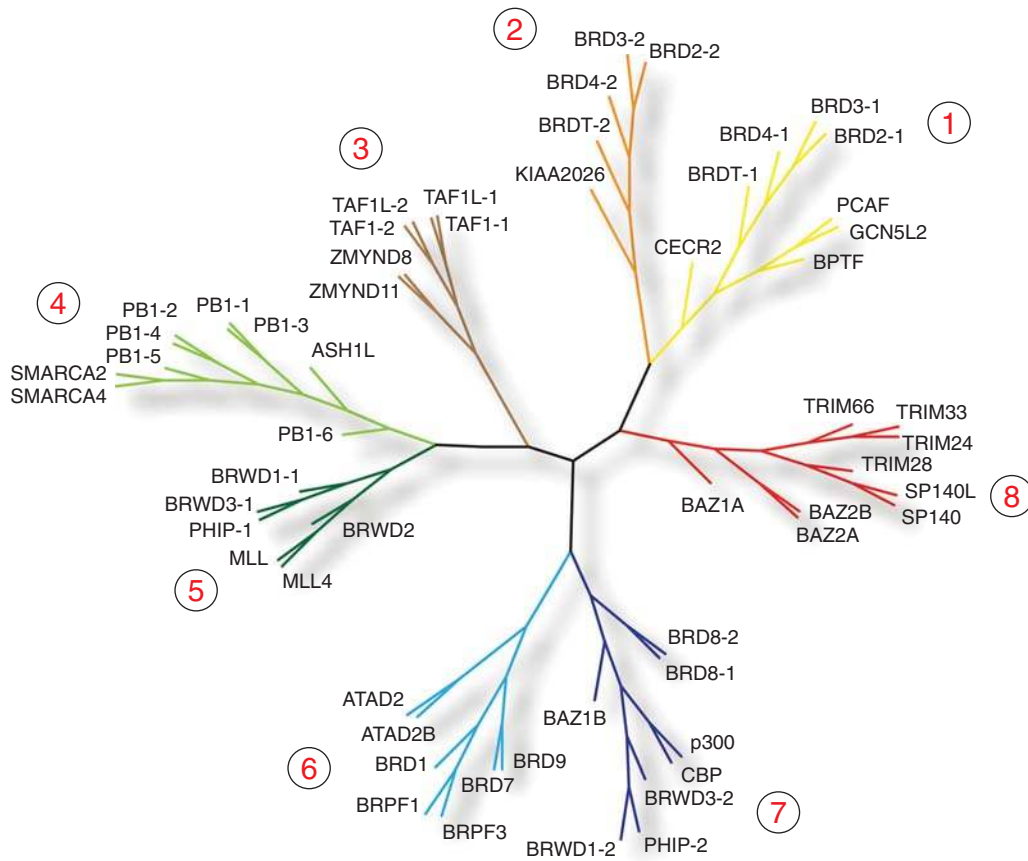 2
BRD3-2
BRD2-2
BRD4-2
BRDT-2
KIAA2026
1
BRD3-1
BRD2-1
BRD4-1
BRDT-1
PCAF
GCN5L2
BPTF
CECR2
3
TAF1L-2
TAF1L-1
TAF1-2
TAF1-1
ZMYND8
ZMYND11
4
PB1-2
PB1-1
PB1-4
PB1-3
PB1-5
ASH1L
SMARCA2
SMARCA4
PB1-6
BRWD1-1
BRWD3-1
PHIP-1
BRWD2
MLL
MLL4
5
TRIM66
TRIM33
TRIM24
TRIM28
SP140L
8
SP140
BAZ1A
BAZ2B
BAZ2A
ATAD2
ATAD2B
6
BRD1
BRD9
BRD7
BRPF1
BRPF3
BRD8-2
BRD8-1
BAZ1B
p300
CBP
BRWD3-2
7
BRWD1-2
PHIP-2